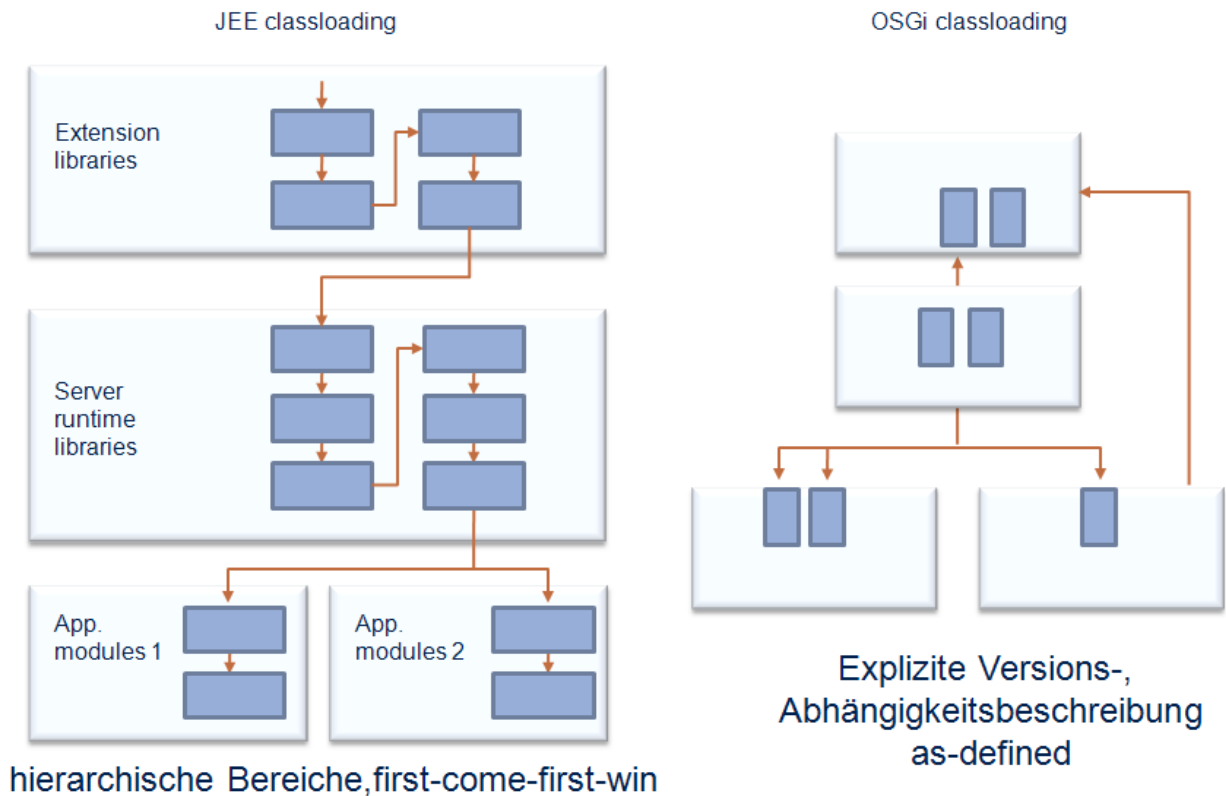 JEE classloading
OSGi classloading
Extension
libraries
Server
runtime
libraries
App.
modules 1
App.
modules 2
hierarchische Bereiche,first-come-first-win
Explizite Versions-,
Abhängigkeitsbeschreibung
as-defined